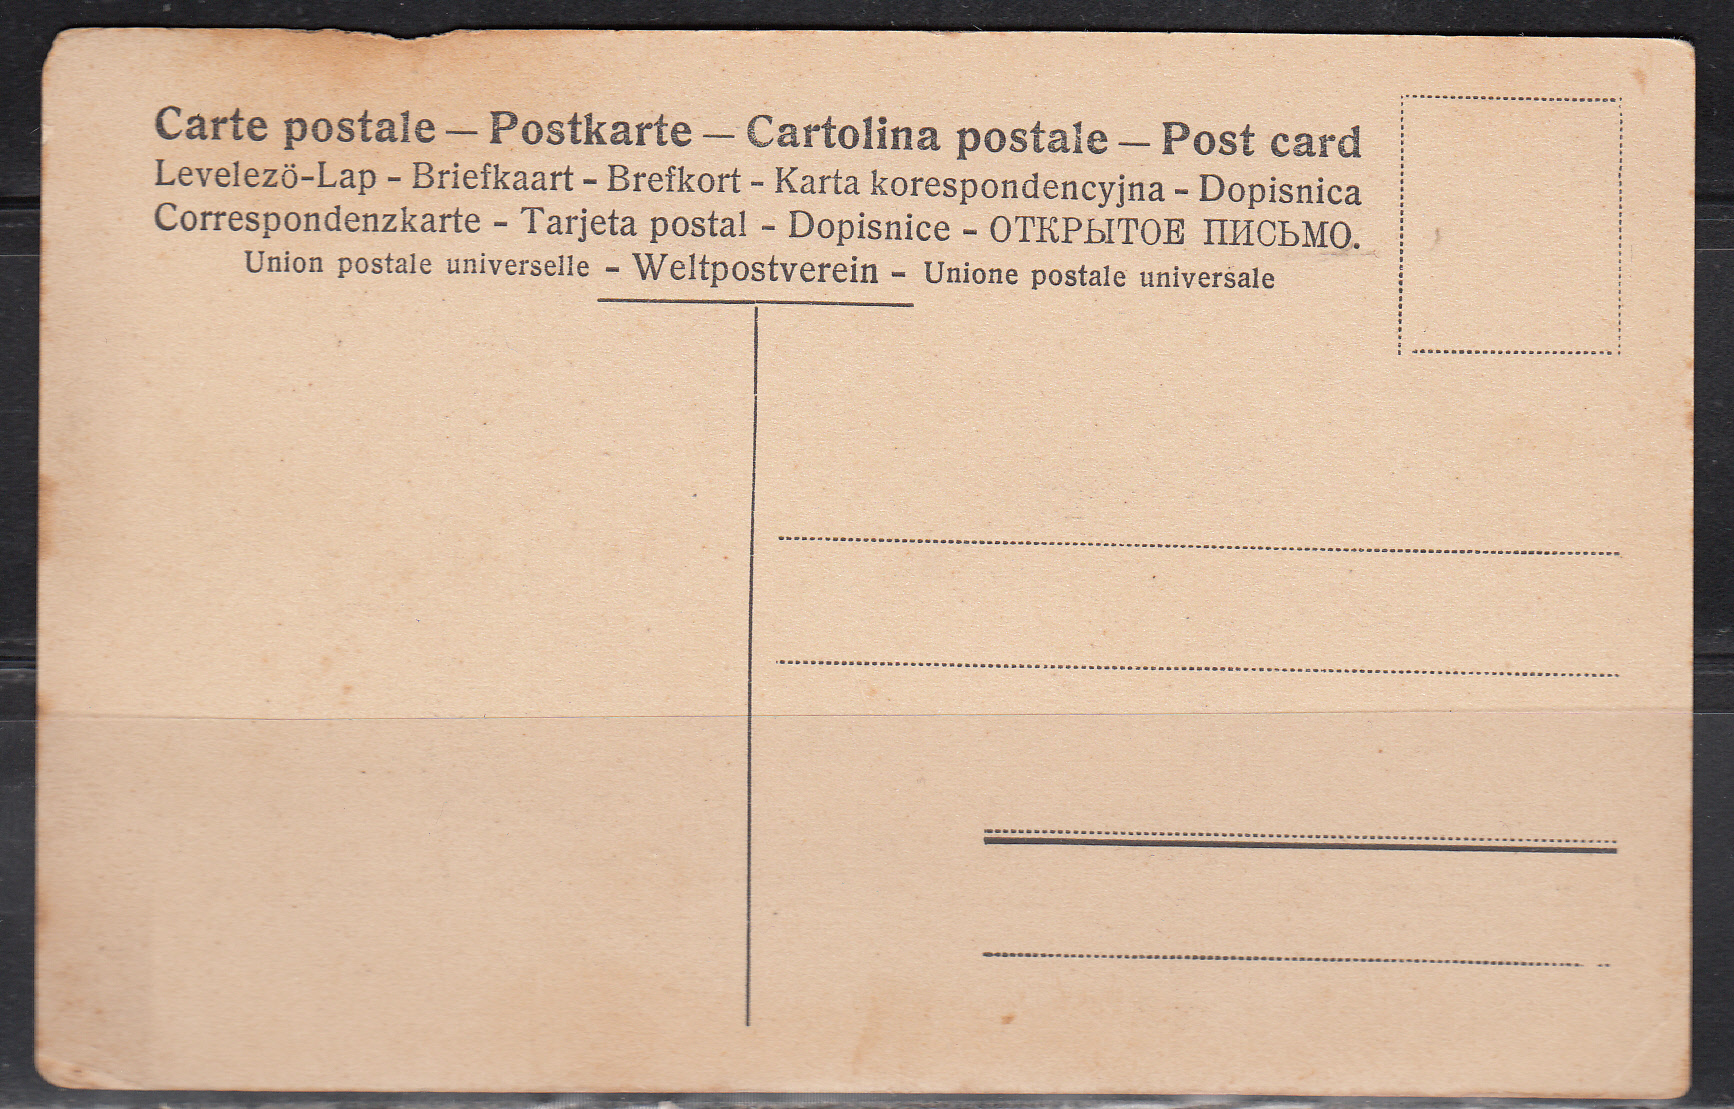 Carte postale — Postkarte — Cartolina postale — Post card
Levelezö-Lap - Briefkaart - Brefkort - Karta korespondencyjna - Dopisnica
Correspondenzkarte - Tarjeta postal - Dopisnice - ОТКРЫТОЕ ПИСЬМО.
Union postale universelle - Weltpostverein - Unione postale universale